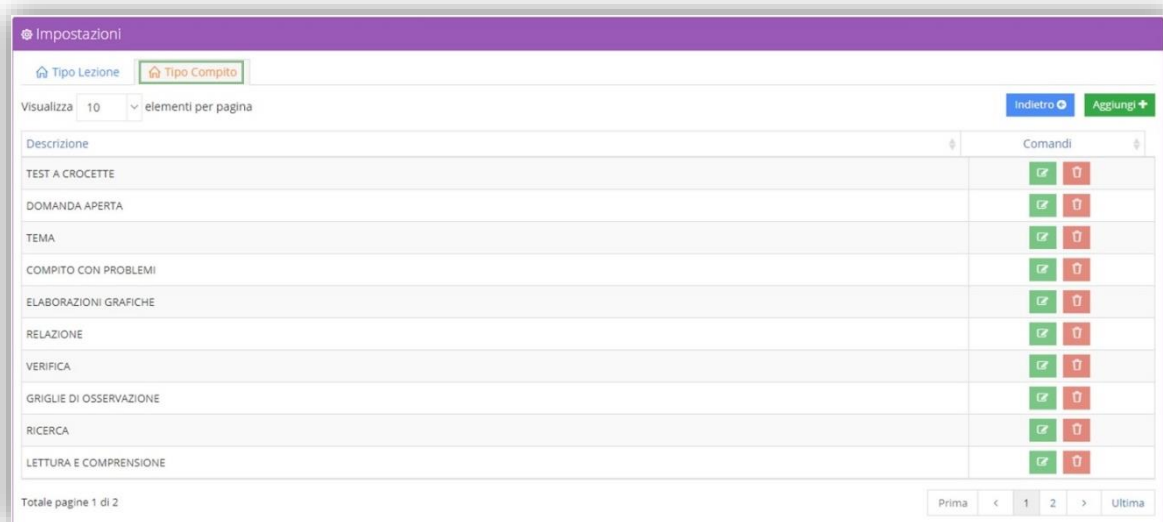 Impostazioni
Tipo Lezione Tipo Compito
Visualizza 10 elementi per pagina Indietro Aggiungi
Descrizione Comandi
TEST A CROCETTE
DOMANDA APERTA
TEMA
COMPITO CON PROBLEMI
ELABORAZIONI GRAFICHE
RELAZIONE
VERIFICA
GRIGLIE DI OSSERVAZIONE
RICERCA
LETTURA E COMPRENSIONE
Totale pagine 1 di 2 Prima < 1 2 > Ultima